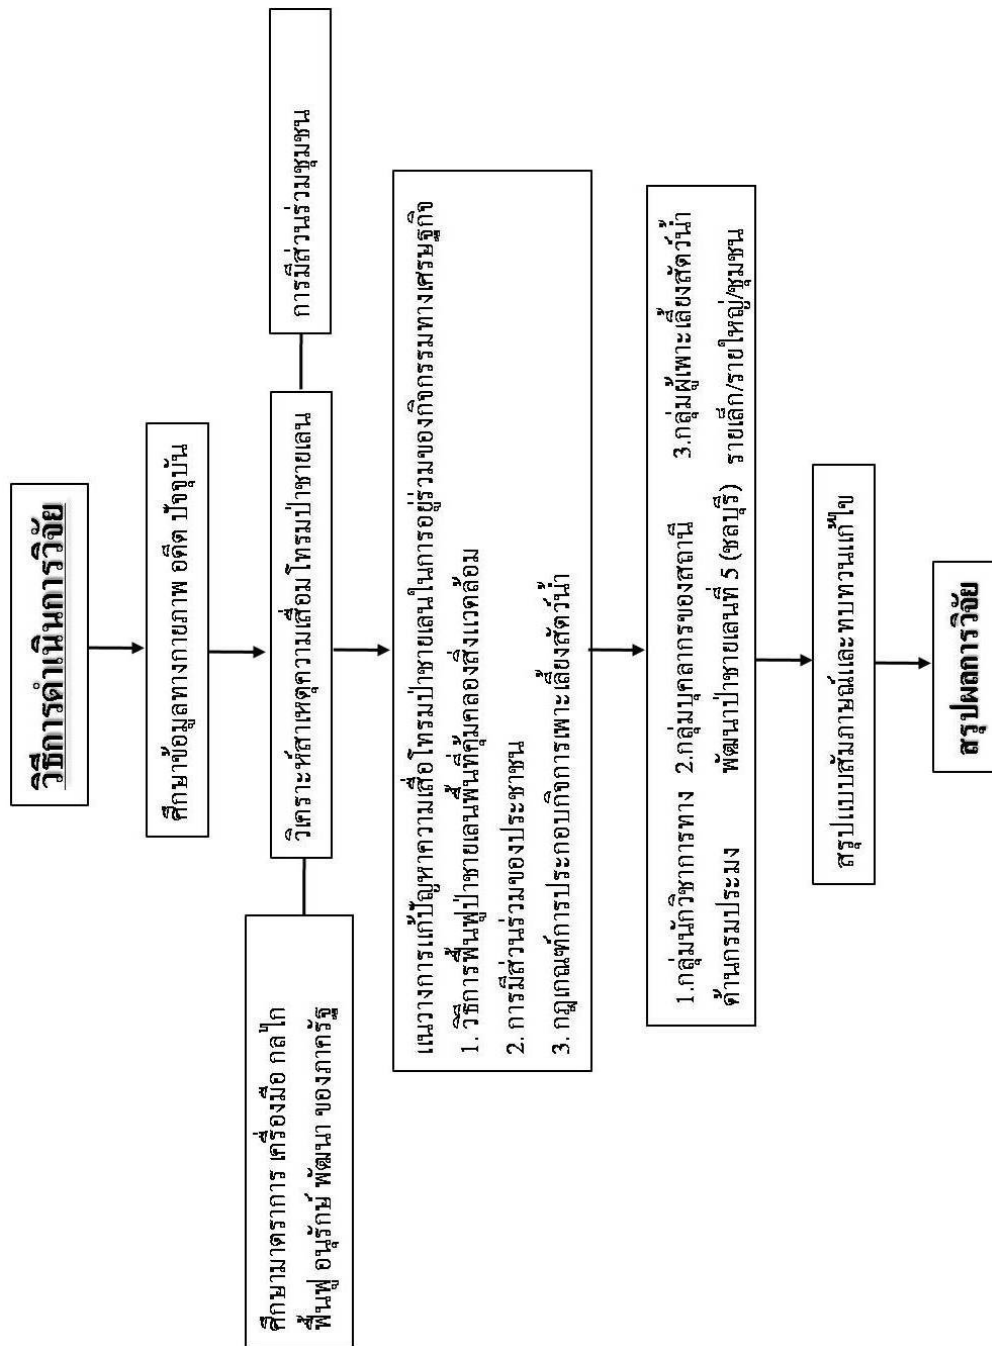 วิธีการดำเนินการวิจัย
ศึกษาข้อมูลทางกายภาพ อดีต ปัจจุบัน
ศึกษามาตราการ เครื่องมือ กลไก
ฟื้นฟู อนุรักษ์ พัฒนา ของภาครัฐ
วิเคราะห์สาเหตุความเสื่อมโทรมป่าชายเลน
การมีส่วนร่วมชุมชน
แนวางการแก้ปัญหาความเสื่อโทรมป่าชายเลนในการอยู่ร่วมของกิจกรรมทางเศรษฐกิจ
1. วิธีการฟื้นฟูป่าชายเลนพื้นที่คุ้มกลองสิ่งแวดล้อม
2. การมีส่วนร่วมของประชาชน
3. กฎเกณฑ์การประกอบกิจการเพาะเลี้ยงสัตว์น้ำ
1.กลุ่มนักวิชาการทาง 2.กลุ่มบุคลากรของสถานี 3.กลุ่มผู้เพาะเลี้ยงสัตว์น้ำ
ด้านกรมประมง พัฒนาป่าชายเลนที่ 5 (ชลบุรี) รายเล็ก/รายใหญ่/ชุมชน
สรุปแบบสัมภาษณ์และทบทวนแก้ไข
สรุปผลการวิจัย